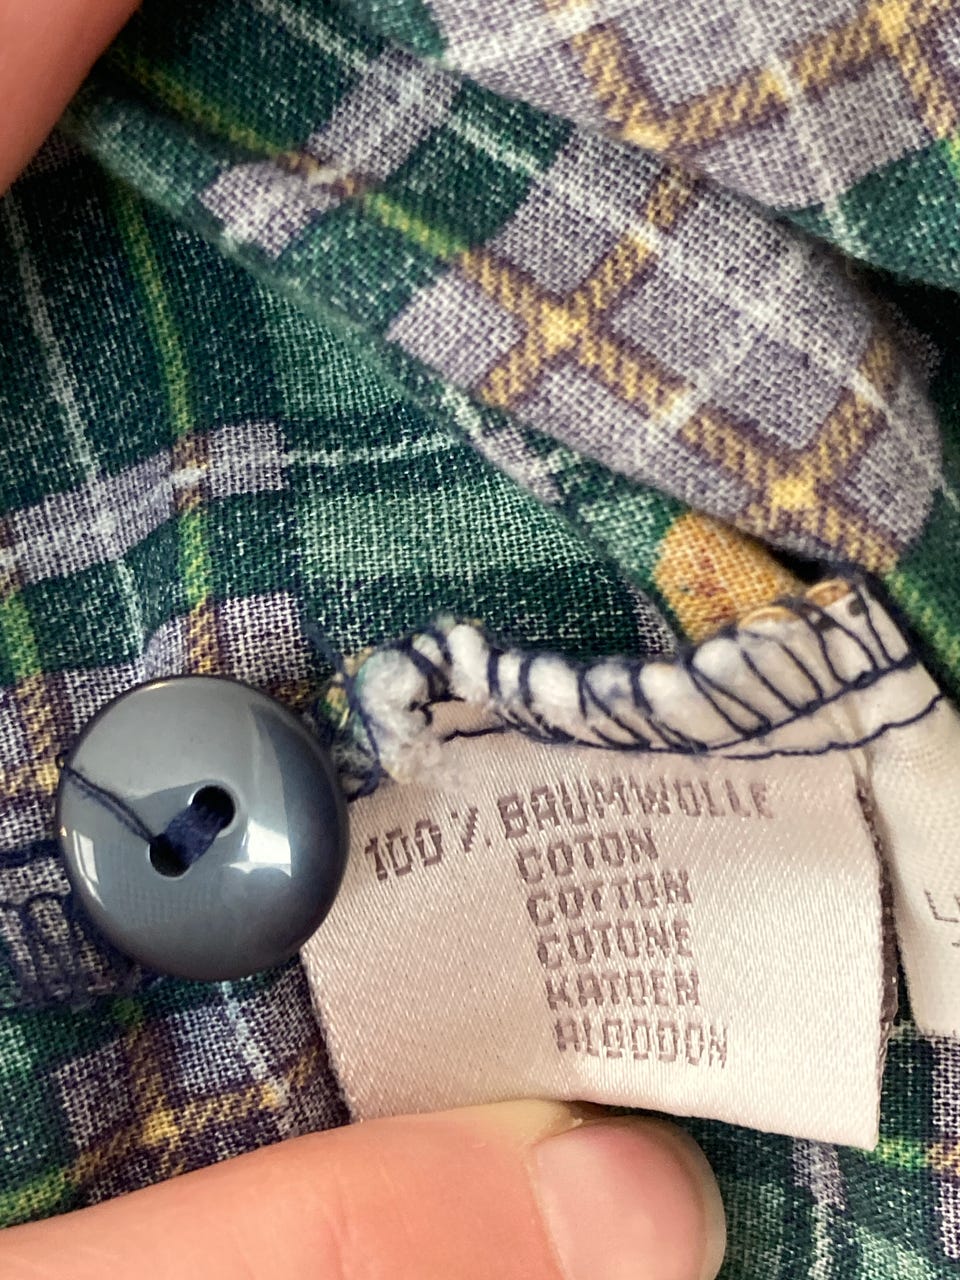 100 % BAUMWOLLE
COTON
COTTON
COTONE
KATOEN
ALGODON